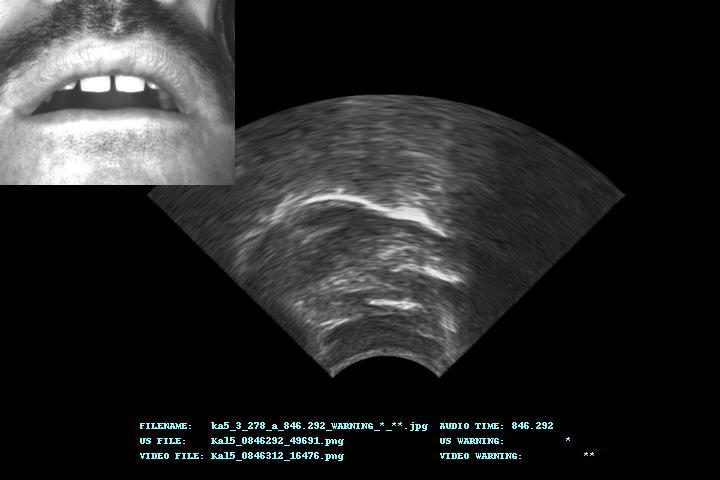 FILENAME: ka5_3_278_a_846.292_WARNING_*_**.jpg AUDIO TIME: 846.292
US FILE: Kal5_0846292_49691.png US WARNING: *
VIDEO FILE: Kal5_0846312_16476.png VIDEO WARNING: **